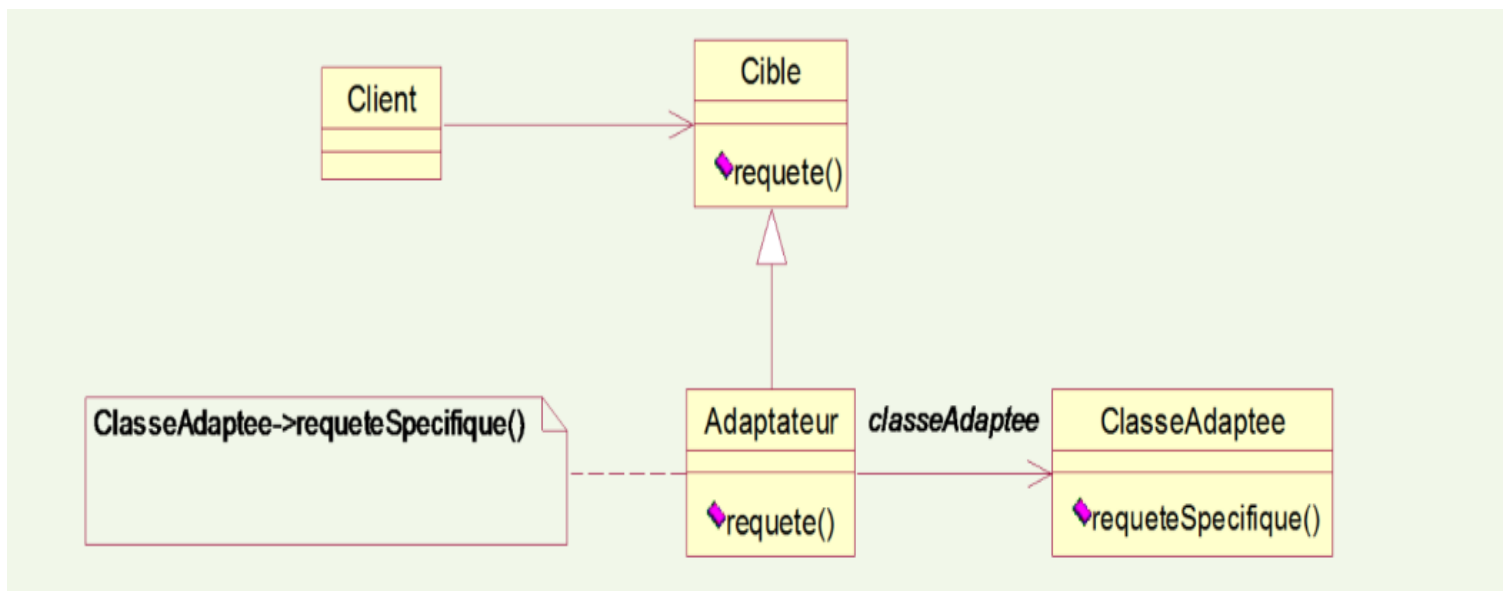 Client
Cible
requete()
ClasseAdaptee->requeteSpecifique()
Adaptateur
requete()
classeAdaptee
ClasseAdaptee
requeteSpecifique()